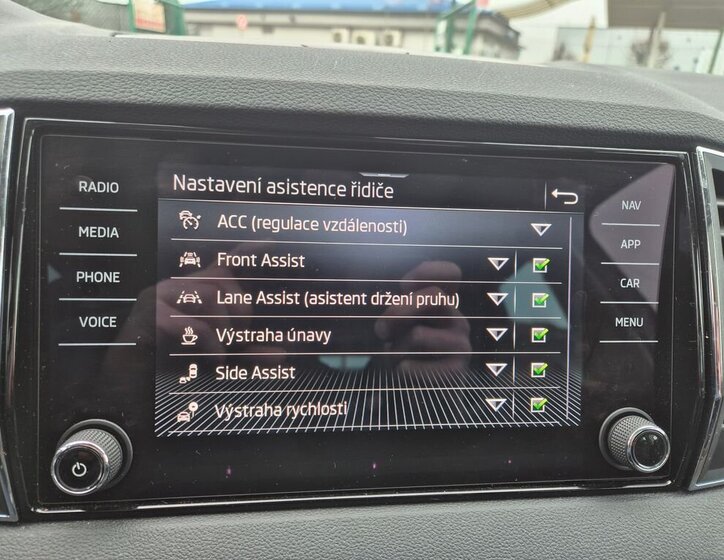 Nastavení asistence řidiče
RADIO
MEDIA
PHONE
VOICE
ACC (regulace vzdálenosti)
Front Assist
Lane Assist (asistent držení pruhu)
Výstraha únavy
Side Assist
Výstraha rychlosti
NAV
APP
CAR
MENU